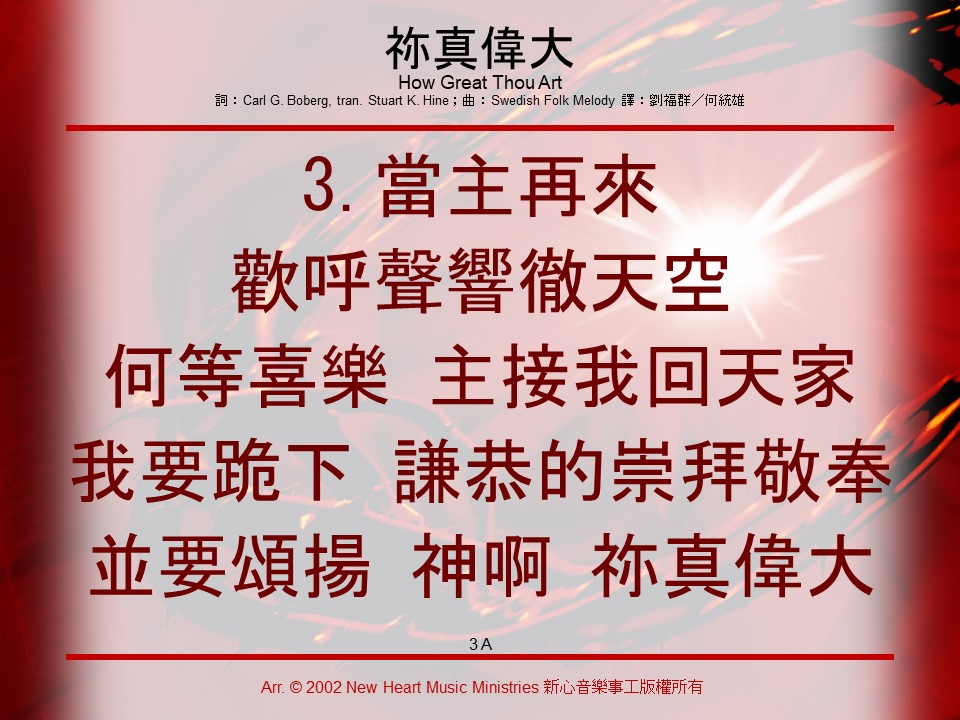 祢真偉大
How Great Thou Art
詞：Carl G. Boberg, tran. Stuart K. Hine；曲：Swedish Folk Melody 譯：劉福群／何統雄
3.當主再來
歡呼聲響徹天空
何等喜樂 主接我回天家
我要跪下 謙恭的崇拜敬奉
並要頌揚 神啊 祢真偉大
3 A
Arr. © 2002 New Heart Music Ministries 新心音樂事工版權所有